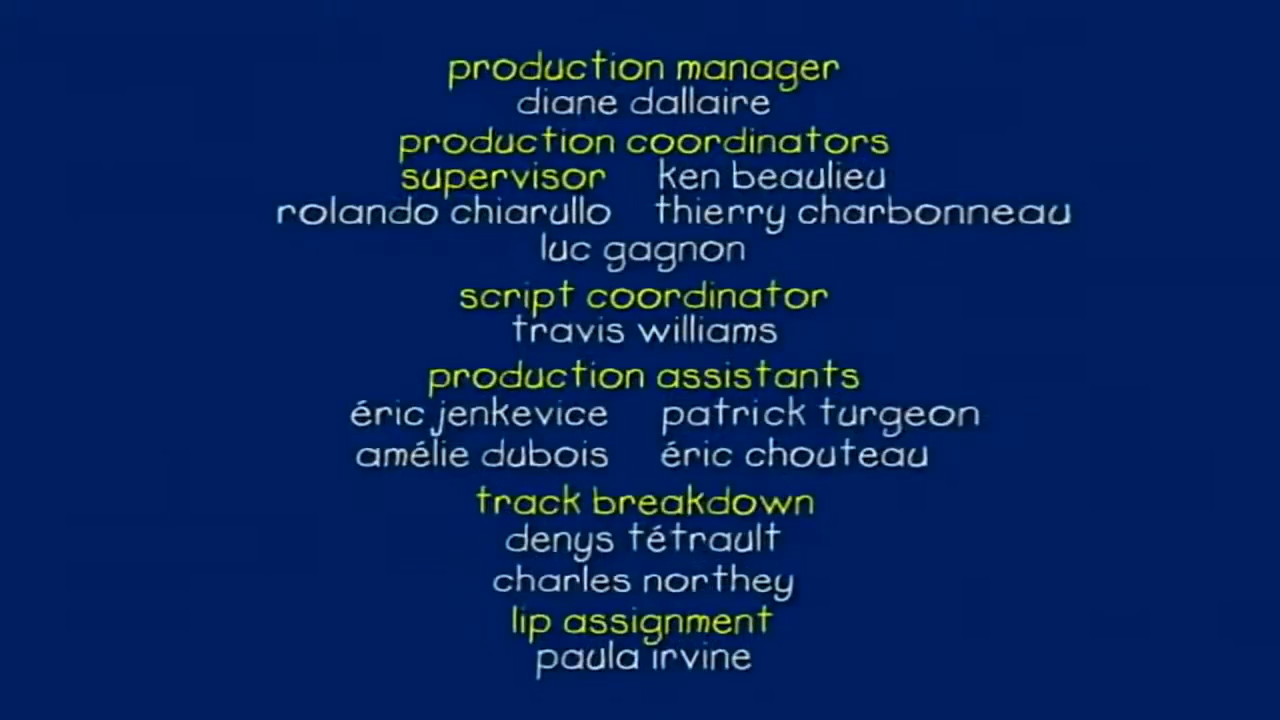 production manager
diane dallaire
production coordinators
supervisor ken beaulieu
rolando chiarullo thierry charbonneau
luc gagnon
script coordinator
travis williams
production assistants
éric jenkevice patrick turgeon
amélie dubois éric chouteau
track breakdown
denys tétrault
charles northey
lip assignment
paula irvine